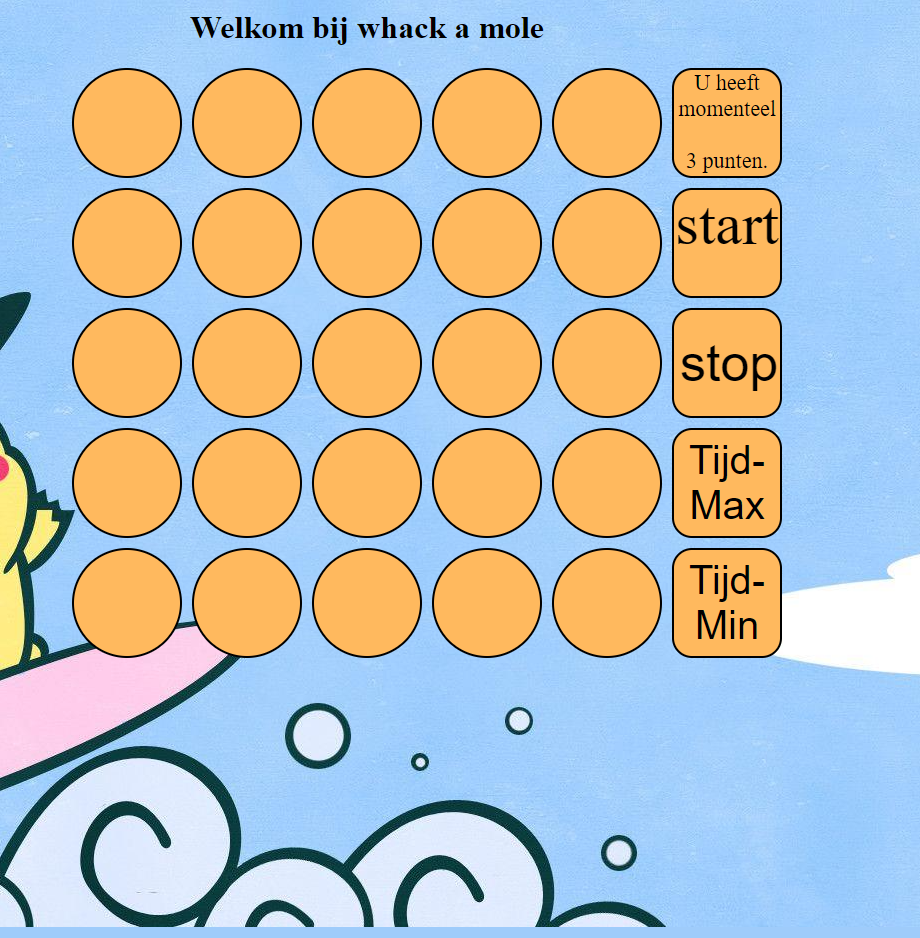 Welkom bij whack a mole
U heeft
momenteel
3 punten.
start
stop
Tijd-
Max
Tijd-
Min